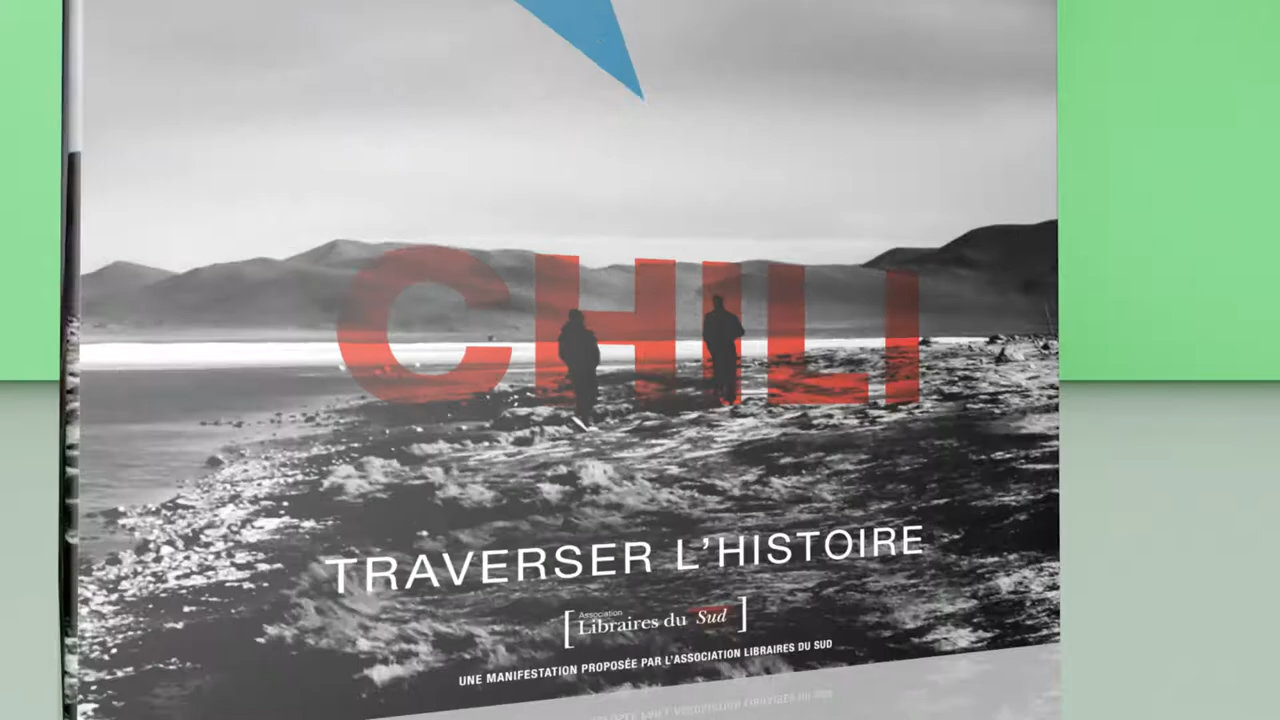 CHILI
TRAVERSER L'HISTOIRE
[Association
Libraires du Sud]
UNE MANIFESTATION PROPOSÉE PAR L'ASSOCIATION LIBRAIRES DU SUD